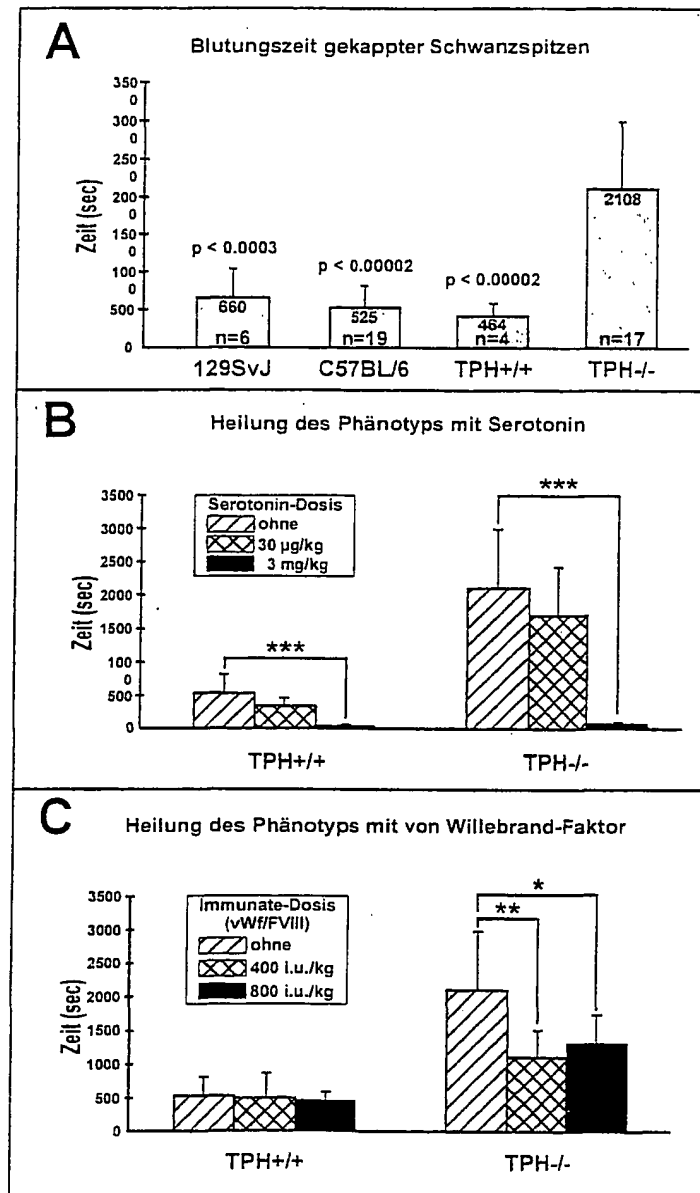 A
Blutungszeit gekappter Schwanzspitzen
Zeit (sec)
350
0
300
0
250
0
200
0
150
0
100
0
500
0
p < 0.0003
p < 0.00002
p < 0.00002
660
525
464
2108
n=6
n=19
n=4
n=17
129SvJ
C57BL/6
TPH+/+
TPH-/-
B
Heilung des Phänotyps mit Serotonin
Zeit (sec)
3500
3000
2500
2000
1500
100
0
500
0
Serotonin-Dosis
ohne
30 µg/kg
3 mg/kg
***
***
TPH+/+
TPH-/-
C
Heilung des Phänotyps mit von Willebrand-Faktor
Zeit (sec)
3500
3000
2500
2000
1500
1000
500
0
Immunate-Dosis
(vWf/FVIII)
ohne
400 i.u./kg
800 i.u./kg
*
**
TPH+/+
TPH-/-